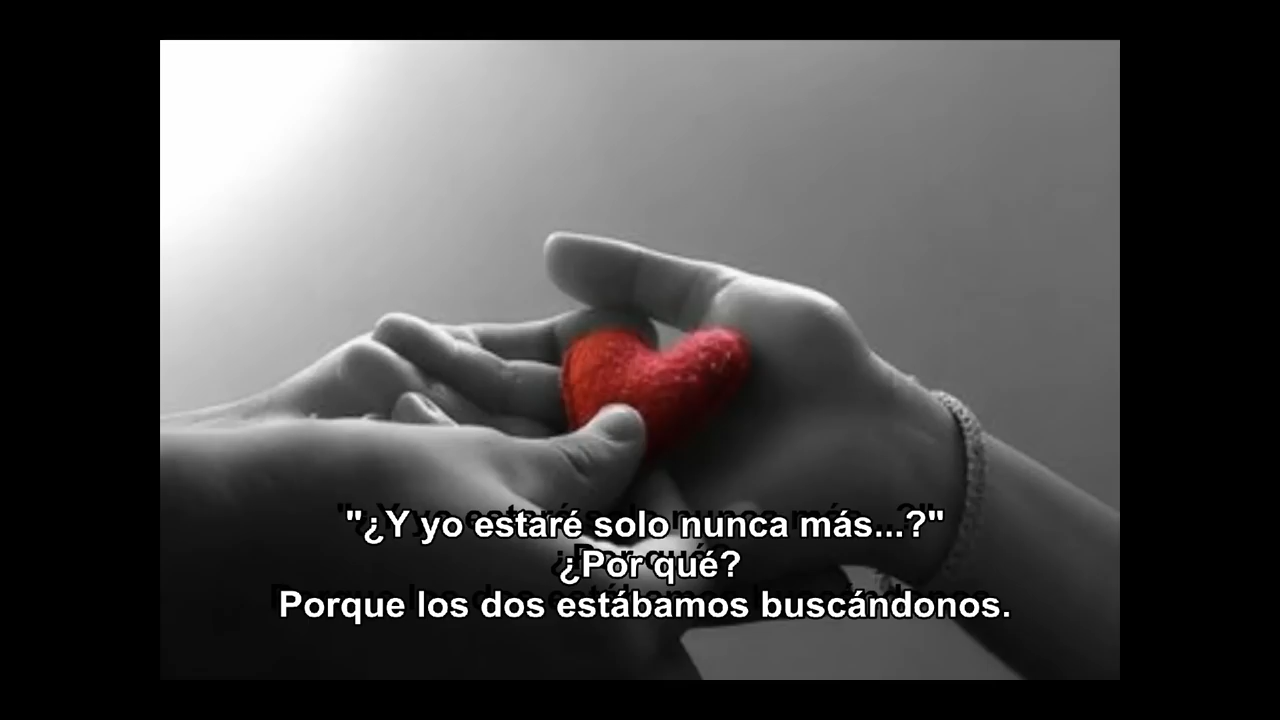 "¿Y yo estaré solo nunca más...?"
¿Por qué?
Porque los dos estábamos buscándonos.